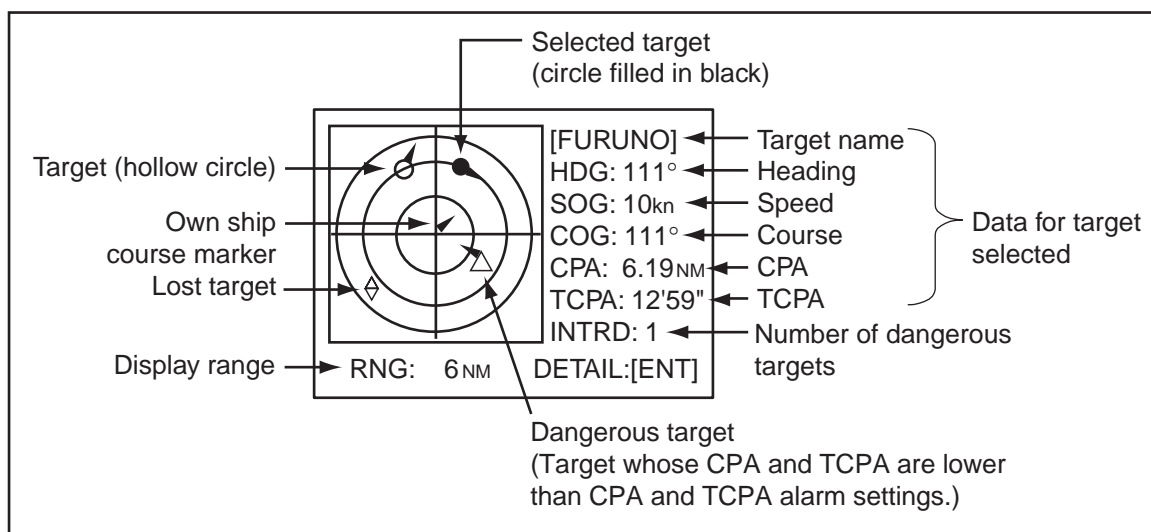 Selected target
(circle filled in black)
Target (hollow circle)
Own ship
course marker
Lost target
Display range
[FURUNO]
HDG: 111°
SOG: 10kn
COG: 111°
CPA: 6.19NM
TCPA: 12'59"
INTRD: 1
RNG: 6NM DETAIL:[ENT]
Target name
Heading
Speed
Course
CPA
TCPA
Number of dangerous
targets
Data for target
selected
Dangerous target
(Target whose CPA and TCPA are lower
than CPA and TCPA alarm settings.)